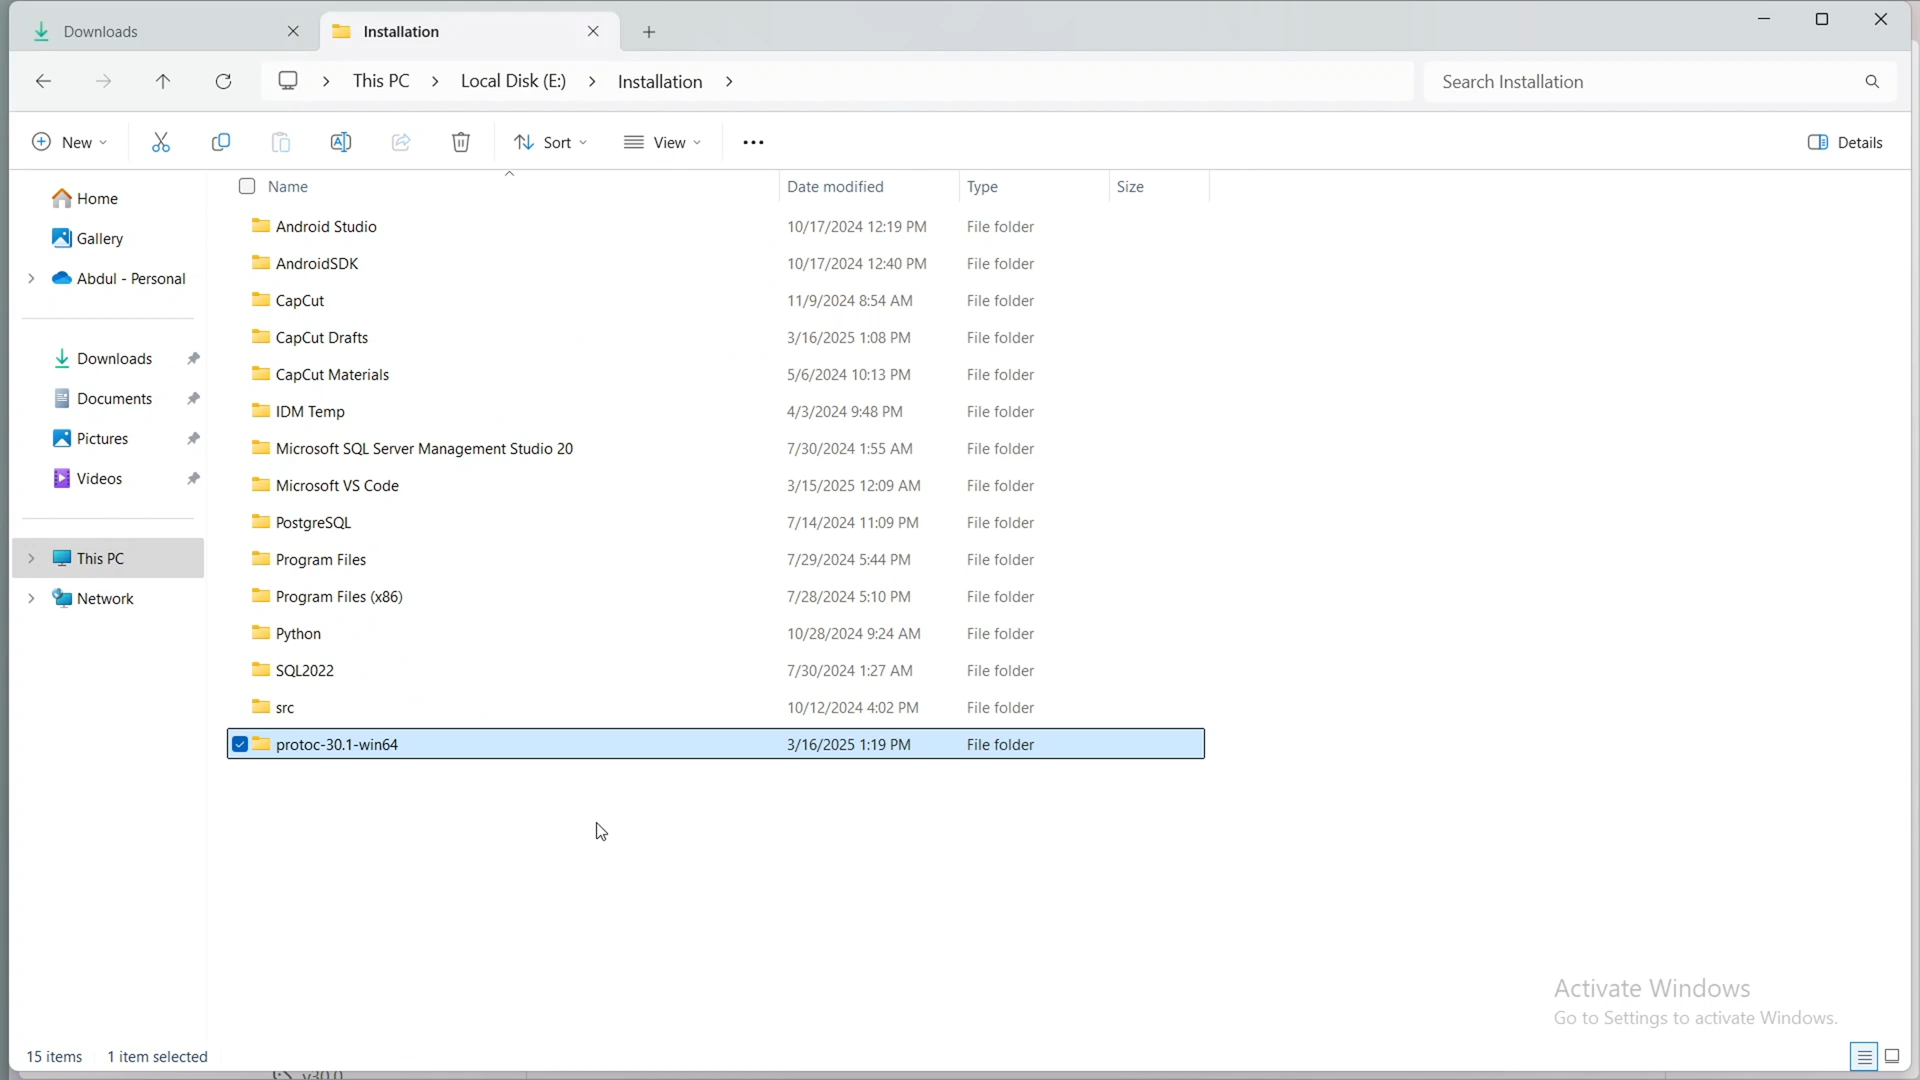 Downloads
Installation
This PC > Local Disk (E:) > Installation >
Search Installation
New
Sort
View
Details
Name Date modified Type Size
Home
Gallery
Abdul - Personal
Downloads
Documents
Pictures
Videos
This PC
Network
Android Studio 10/17/2024 12:19 PM File folder
AndroidSDK 10/17/2024 12:40 PM File folder
CapCut 11/9/2024 8:54 AM File folder
CapCut Drafts 3/16/2025 1:08 PM File folder
CapCut Materials 5/6/2024 10:13 PM File folder
IDM Temp 4/3/2024 9:48 PM File folder
Microsoft SQL Server Management Studio 20 7/30/2024 1:55 AM File folder
Microsoft VS Code 3/15/2025 12:09 AM File folder
PostgreSQL 7/14/2024 11:09 PM File folder
Program Files 7/29/2024 5:44 PM File folder
Program Files (x86) 7/28/2024 5:10 PM File folder
Python 10/28/2024 9:24 AM File folder
SQL2022 7/30/2024 1:27 AM File folder
src 10/12/2024 4:02 PM File folder
protoc-30.1-win64 3/16/2025 1:19 PM File folder
Activate Windows
Go to Settings to activate Windows.
15 items 1 item selected